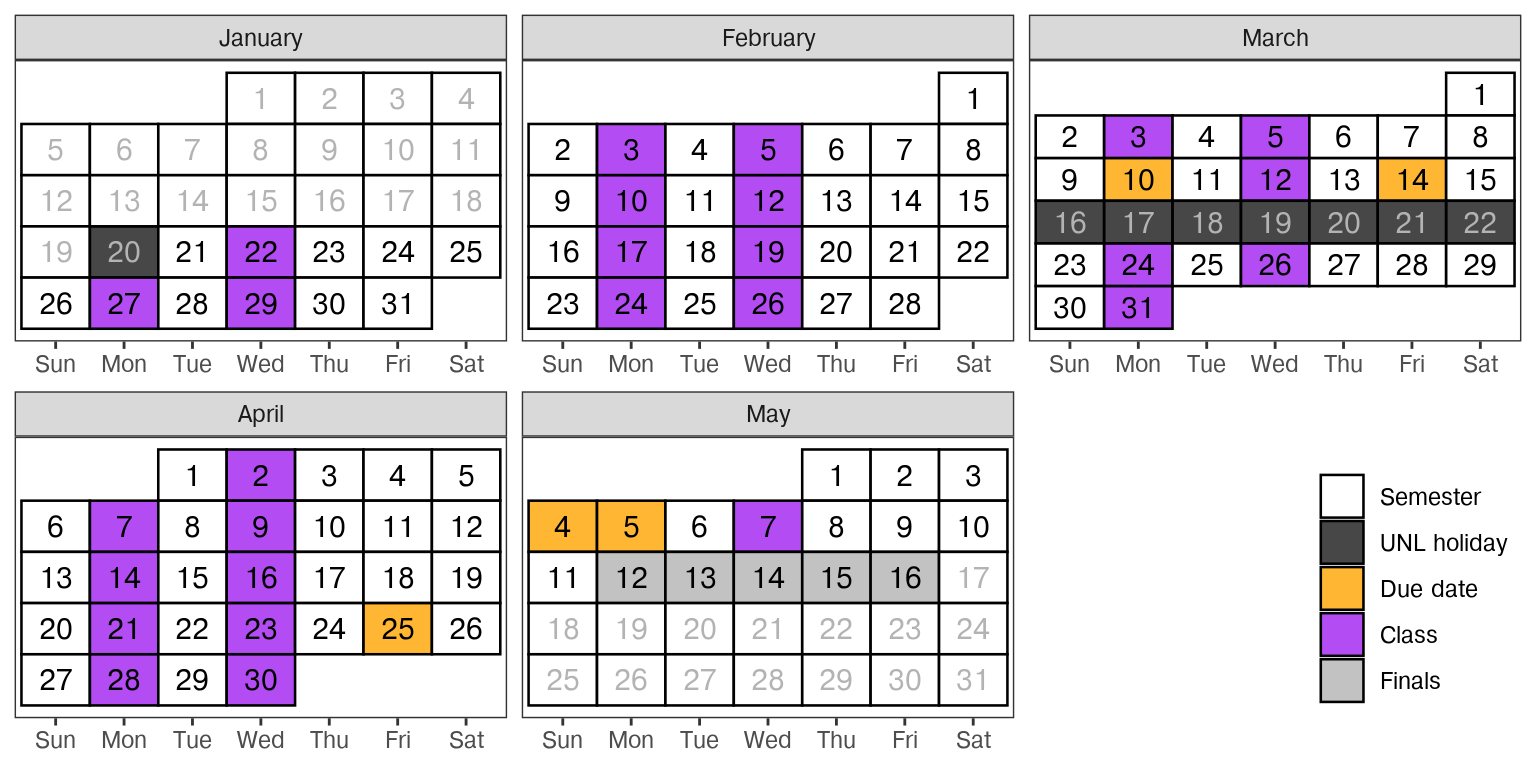 January
1 2 3 4
5 6 7 8 9 10 11
12 13 14 15 16 17 18
19 20 21 22 23 24 25
26 27 28 29 30 31
Sun Mon Tue Wed Thu Fri Sat
February
1
2 3 4 5 6 7 8
9 10 11 12 13 14 15
16 17 18 19 20 21 22
23 24 25 26 27 28
Sun Mon Tue Wed Thu Fri Sat
March
1
2 3 4 5 6 7 8
9 10 11 12 13 14 15
16 17 18 19 20 21 22
23 24 25 26 27 28 29
30 31
Sun Mon Tue Wed Thu Fri Sat
April
1 2 3 4 5
6 7 8 9 10 11 12
13 14 15 16 17 18 19
20 21 22 23 24 25 26
27 28 29 30
Sun Mon Tue Wed Thu Fri Sat
May
1 2 3
4 5 6 7 8 9 10
11 12 13 14 15 16 17
18 19 20 21 22 23 24
25 26 27 28 29 30 31
Sun Mon Tue Wed Thu Fri Sat
Semester
UNL holiday
Due date
Class
Finals